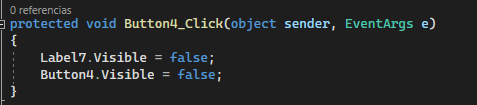 0 referencias
protected void Button4_Click(object sender, EventArgs e)
{
Label7.Visible = false;
Button4.Visible = false;
}